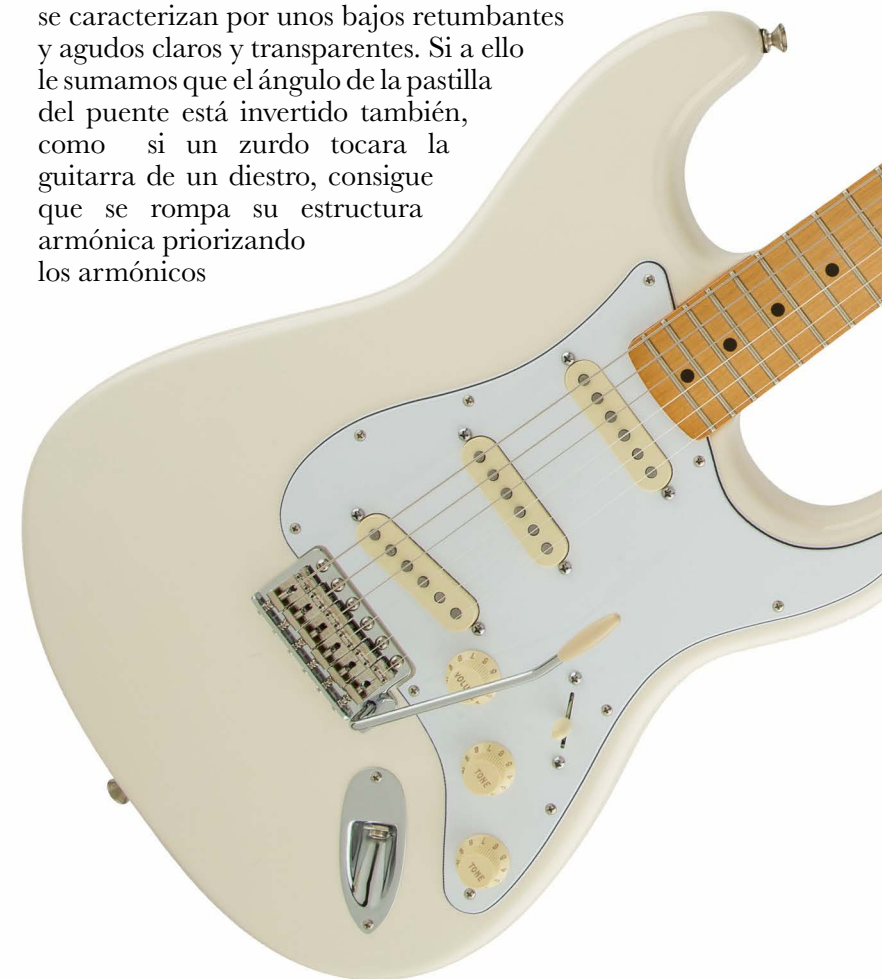 se caracterizan por unos bajos retumbantes
y agudos claros y transparentes. Si a ello
le sumamos que el ángulo de la pastilla
del puente está invertido también,
como si un zurdo tocara la
guitarra de un diestro, consigue
que se rompa su estructura
armónica priorizando
los armónicos
TONE
TONE